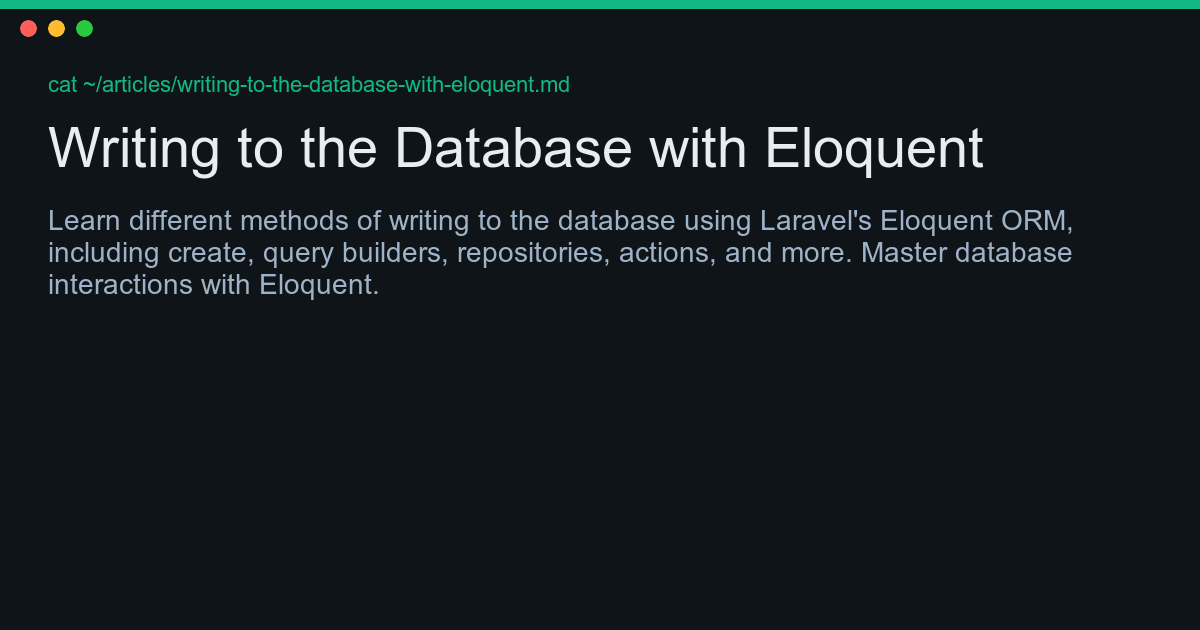 cat ~/articles/writing-to-the-database-with-eloquent.md
Writing to the Database with Eloquent
Learn different methods of writing to the database using Laravel's Eloquent ORM,
including create, query builders, repositories, actions, and more. Master database
interactions with Eloquent.